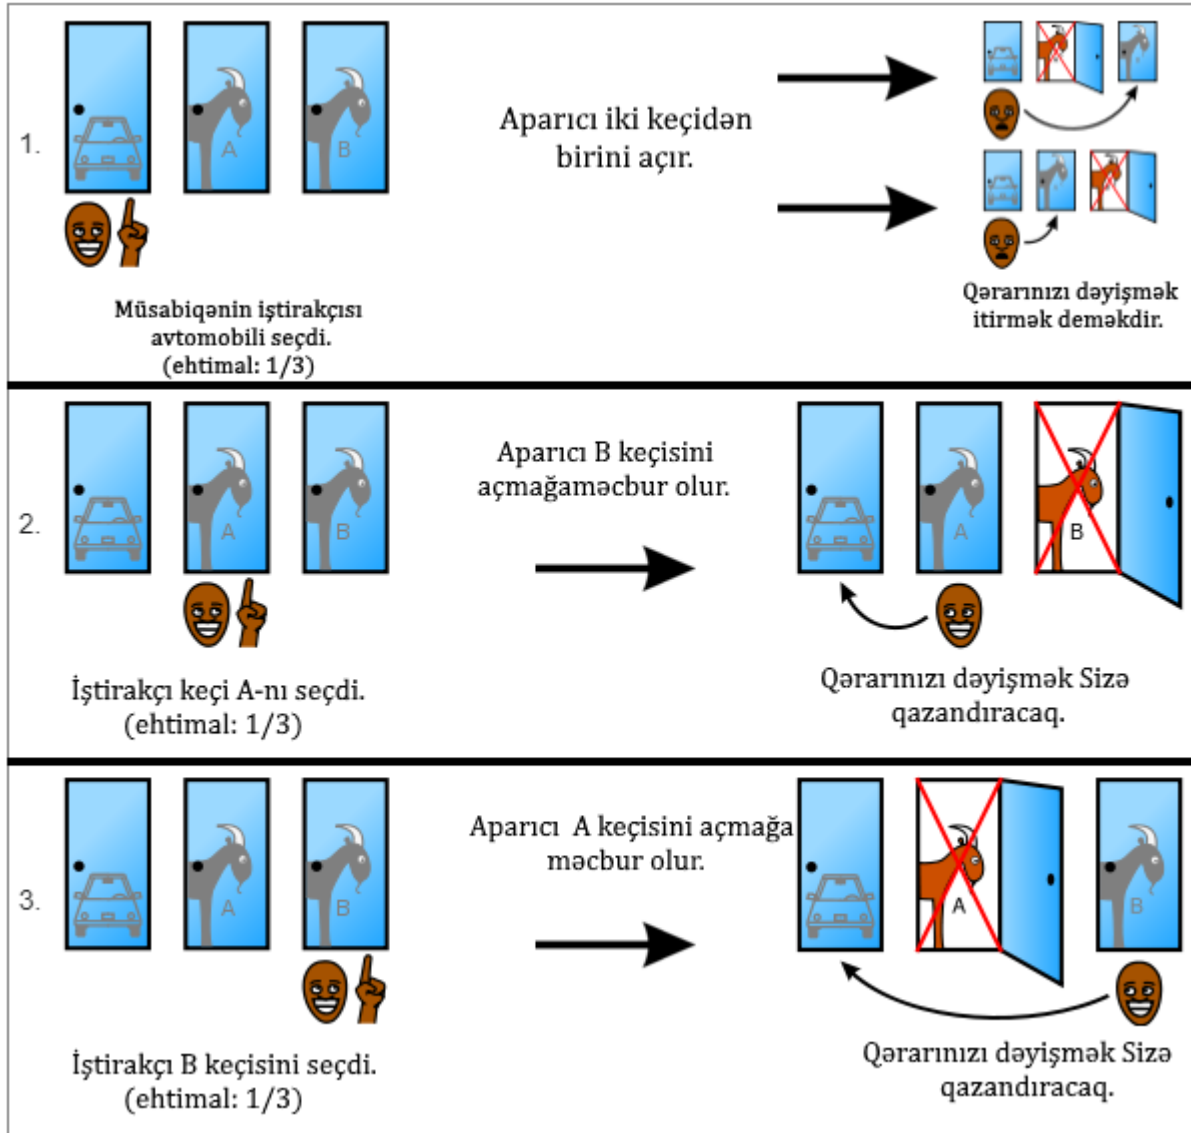 1.
A
B
Aparıcı iki keçidən
birini açır.
Müsabiqənin iştirakçısı
avtomobili seçdi.
(ehtimal: 1/3)
Qərarınızı dəyişmək
itirmək deməkdir.
2.
A
B
Aparıcı B keçisini
açmağaməcbur olur.
A
B
İştirakçı keçi A-nı seçdi.
(ehtimal: 1/3)
Qərarınızı dəyişmək Sizə
qazandıracaq.
3.
A
B
Aparıcı A keçisini açmağa
məcbur olur.
A
B
İştirakçı B keçisini seçdi.
(ehtimal: 1/3)
Qərarınızı dəyişmək Sizə
qazandıracaq.